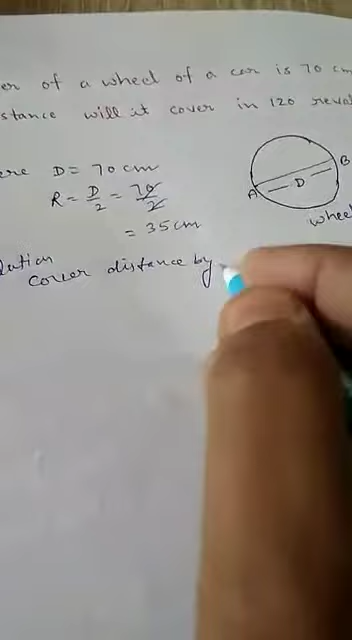 er of a wheel of a car is 70 cm
stance will it cover in 120 revol
ere D = 70 cm
R = D/2 = 70/2
= 35 cm
A D B
wheel
lution
cover distance by